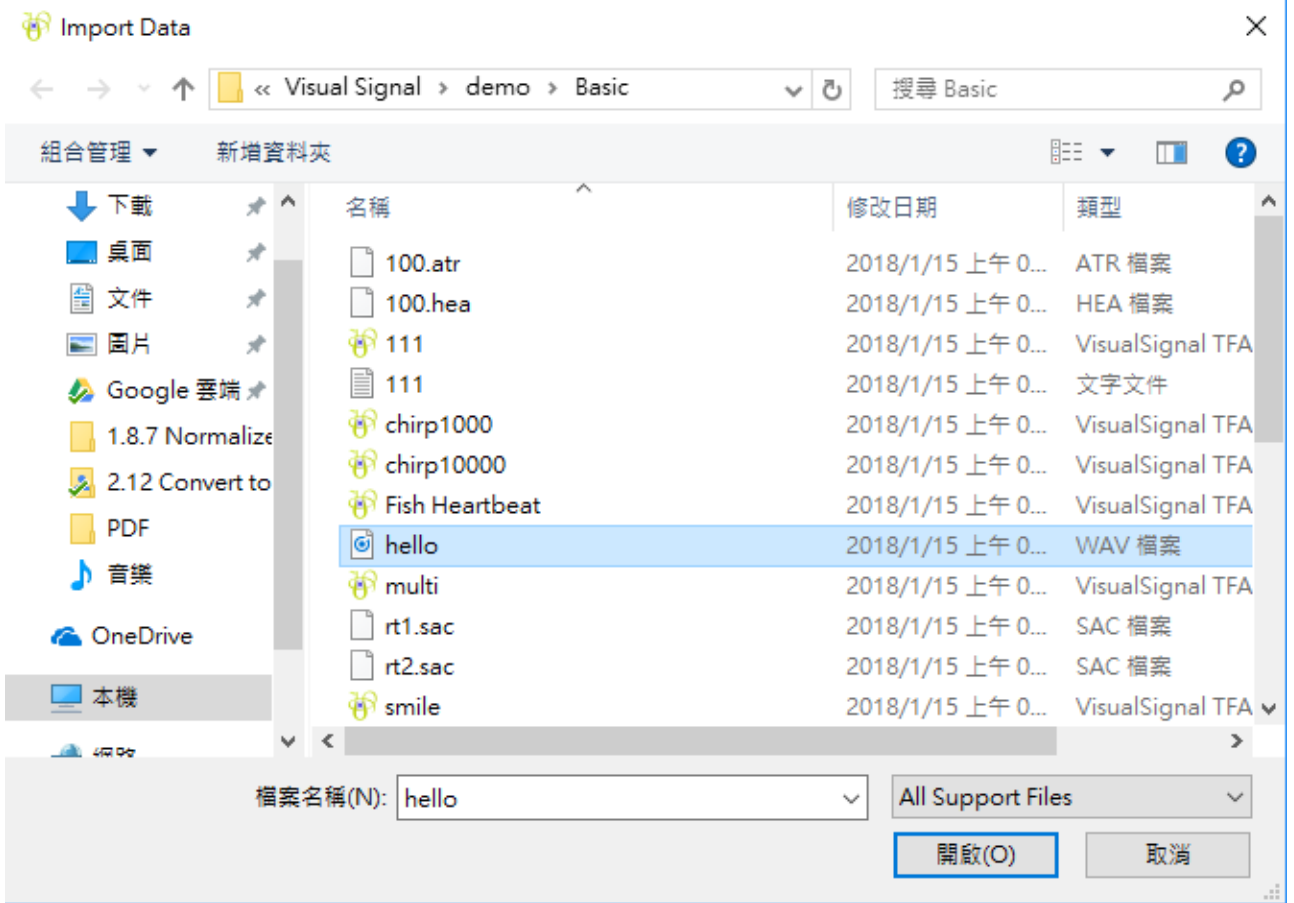 Import Data
« Visual Signal › demo › Basic
搜尋 Basic
組合管理
新增資料夾
下載
桌面
文件
圖片
Google 雲端
1.8.7 Normalize
2.12 Convert to
PDF
音樂
OneDrive
本機
網路
名稱 修改日期 類型
100.atr 2018/1/15 上午 0... ATR 檔案
100.hea 2018/1/15 上午 0... HEA 檔案
111 2018/1/15 上午 0... VisualSignal TFA
111 2018/1/15 上午 0... 文字文件
chirp1000 2018/1/15 上午 0... VisualSignal TFA
chirp10000 2018/1/15 上午 0... VisualSignal TFA
Fish Heartbeat 2018/1/15 上午 0... VisualSignal TFA
hello 2018/1/15 上午 0... WAV 檔案
multi 2018/1/15 上午 0... VisualSignal TFA
rt1.sac 2018/1/15 上午 0... SAC 檔案
rt2.sac 2018/1/15 上午 0... SAC 檔案
smile 2018/1/15 上午 0... VisualSignal TFA
檔案名稱(N): hello
All Support Files
開啟(O)
取消